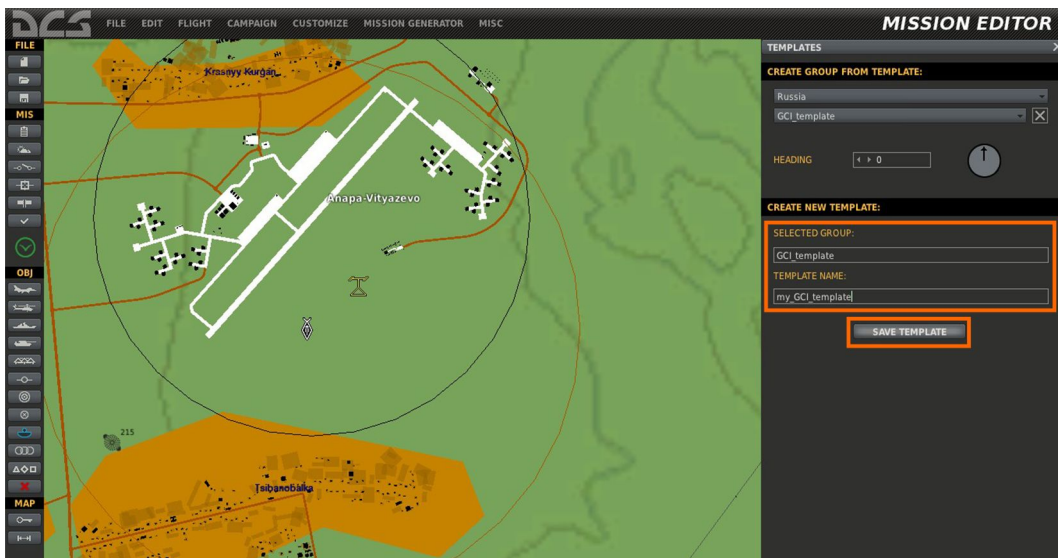 DCS FILE EDIT FLIGHT CAMPAIGN CUSTOMIZE MISSION GENERATOR MISC MISSION EDITOR
FILE
MIS
OBJ
MAP
Krasnyy Kurgan
Anapa-Vityazevo
215
Tsibanobalka
TEMPLATES
CREATE GROUP FROM TEMPLATE:
Russia
GCI_template
HEADING 0
CREATE NEW TEMPLATE:
SELECTED GROUP:
GCI_template
TEMPLATE NAME:
my_GCI_template
SAVE TEMPLATE